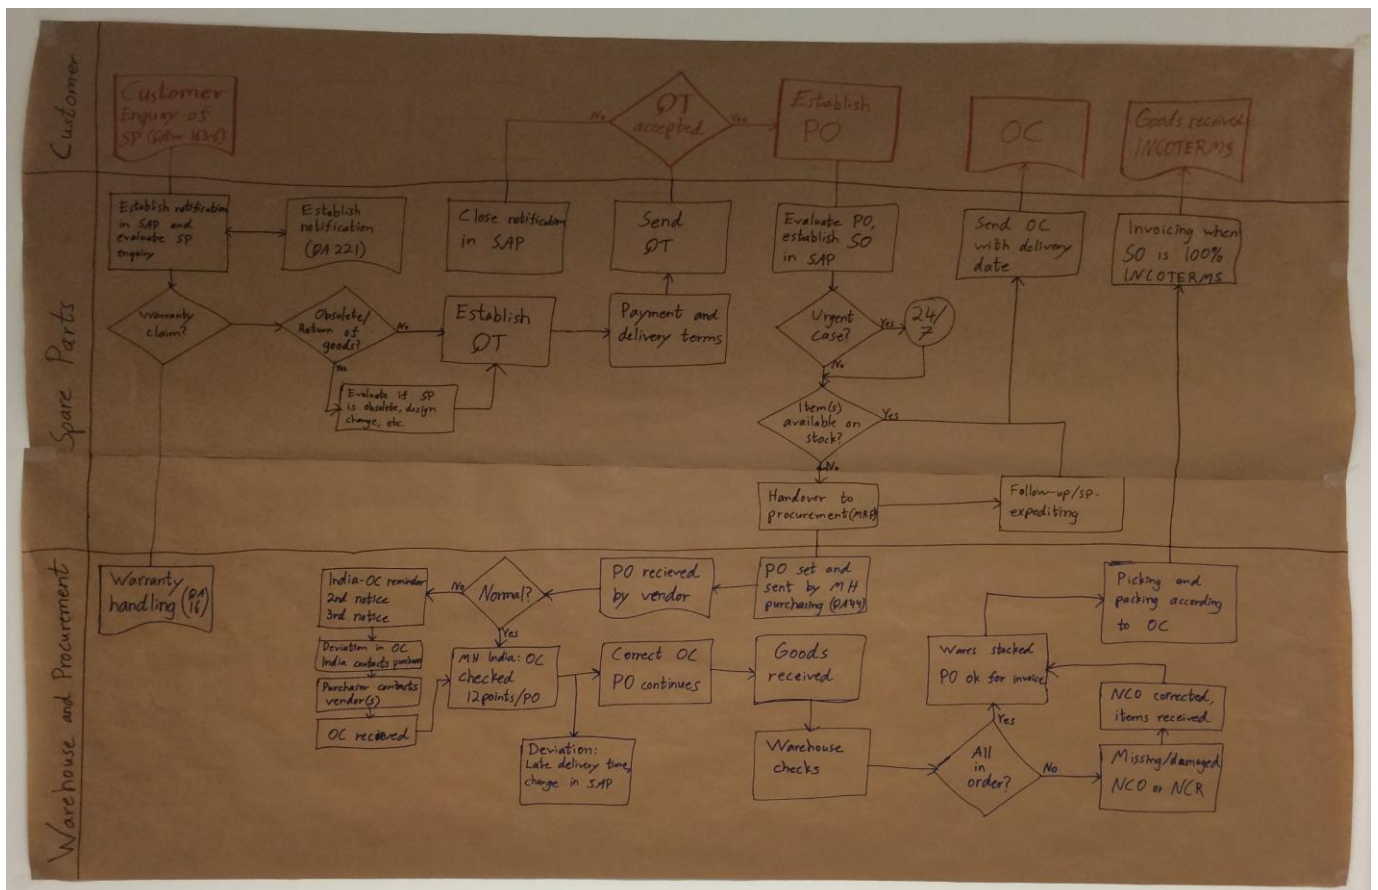 Customer
Customer
Enquiry of
SP
QT
accepted
No
Yes
Establish
PO
OC
Goods received
INCOTERMS
Spare Parts
Establish notification
in SAP and
evaluate SP
enquiry
Establish
notification
(QA 221)
Close notification
in SAP
Send
QT
Evaluate PO,
establish SO
in SAP
Send OC
with delivery
date
Invoicing when
SO is 100%
INCOTERMS
Warranty
claim?
Obsolete/
Return of
goods?
No
Yes
Establish
QT
Payment and
delivery terms
Urgent
case?
Yes
24/
7
No
Evaluate if SP
is obsolete, design
change, etc.
Item(s)
available on
stock?
Yes
No
Handover to
procurement (MRP)
Follow-up/SP-
expediting
Warehouse and Procurement
Warranty
handling (QA
16)
India-OC reminder
2nd notice
3rd notice
No
Normal?
Yes
PO recieved
by vendor
PO set and
sent by MH
purchasing (QA44)
Picking and
packing according
to OC
Deviation in OC
India contacts
Purchaser contacts
vendor(s)
OC recieved
MH India: OC
checked
12points/PO
Correct OC
PO continues
Goods
received
Wares stacked
PO ok for invoice
NCO corrected,
items received
Deviation:
Late delivery time,
change in SAP
Warehouse
checks
All
in
order?
Yes
No
Missing/damaged
NCO or NCR